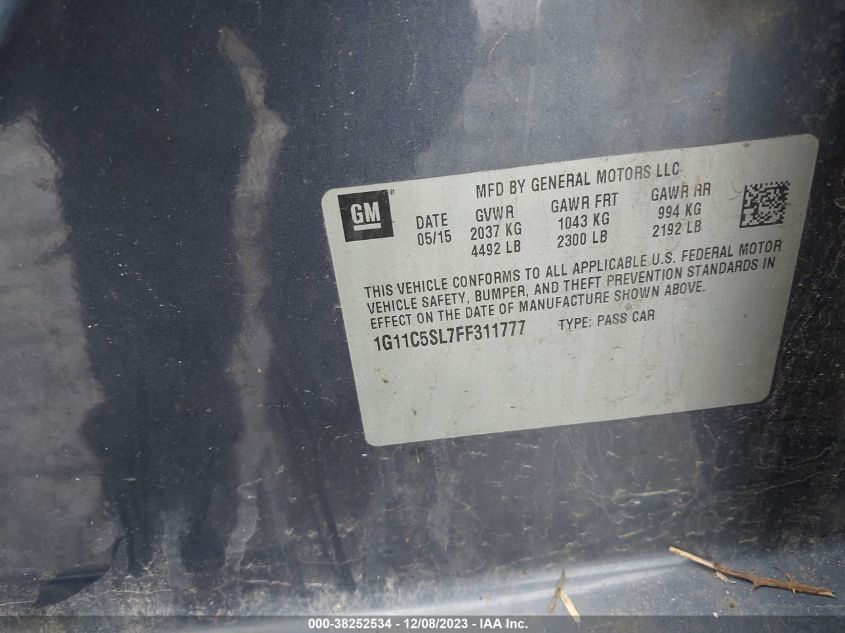 MFD BY GENERAL MOTORS LLC
GM ®
DATE GVWR GAWR FRT GAWR RR
05/15 2037 KG 1043 KG 994 KG
4492 LB 2300 LB 2192 LB
THIS VEHICLE CONFORMS TO ALL APPLICABLE U.S. FEDERAL MOTOR
VEHICLE SAFETY, BUMPER, AND THEFT PREVENTION STANDARDS IN
EFFECT ON THE DATE OF MANUFACTURE SHOWN ABOVE.
1G11C5SL7FF311777 TYPE: PASS CAR
000-38252534 - 12/08/2023 - IAA Inc.